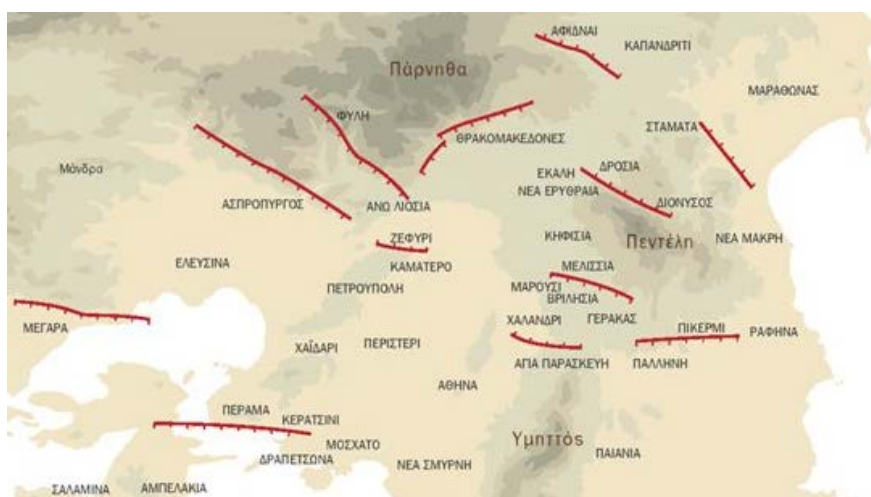 ΑΦΙΔΝΑΙ
ΚΑΠΑΝΔΡΙΤΙ
Πάρνηθα
ΜΑΡΑΘΩΝΑΣ
ΦΥΛΗ
ΣΤΑΜΑΤΑ
ΘΡΑΚΟΜΑΚΕΔΟΝΕΣ
Μάνδρα
ΕΚΑΛΗ
ΔΡΟΣΙΑ
ΝΕΑ ΕΡΥΘΡΑΙΑ
ΑΣΠΡΟΠΥΡΓΟΣ
ΑΝΩ ΛΙΟΣΙΑ
ΔΙΟΝΥΣΟΣ
ΖΕΦΥΡΙ
ΚΗΦΙΣΙΑ
Πεντέλη
ΝΕΑ ΜΑΚΡΗ
ΕΛΕΥΣΙΝΑ
ΚΑΜΑΤΕΡΟ
ΜΕΛΙΣΣΙΑ
ΠΕΤΡΟΥΠΟΛΗ
ΜΑΡΟΥΣΙ
ΒΡΙΛΗΣΙΑ
ΜΕΓΑΡΑ
ΧΑΛΑΝΔΡΙ
ΓΕΡΑΚΑΣ
ΠΙΚΕΡΜΙ
ΡΑΦΗΝΑ
ΧΑΪΔΑΡΙ
ΠΕΡΙΣΤΕΡΙ
ΑΓΙΑ ΠΑΡΑΣΚΕΥΗ
ΠΑΛΛΗΝΗ
ΑΘΗΝΑ
ΠΕΡΑΜΑ
ΚΕΡΑΤΣΙΝΙ
ΜΟΣΧΑΤΟ
Υμηττός
ΔΡΑΠΕΤΣΩΝΑ
ΝΕΑ ΣΜΥΡΝΗ
ΠΑΙΑΝΙΑ
ΣΑΛΑΜΙΝΑ
ΑΜΠΕΛΑΚΙΑ